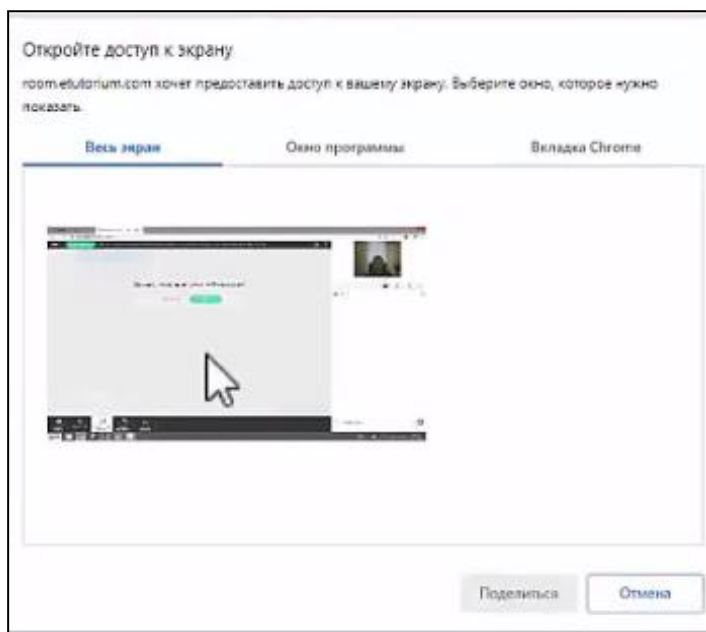 Откройте доступ к экрану
room.etutorium.com хочет предоставить доступ к вашему экрану. Выберите окно, которое нужно
показать.
Весь экран Окно программы Вкладка Chrome
Поделиться Отмена